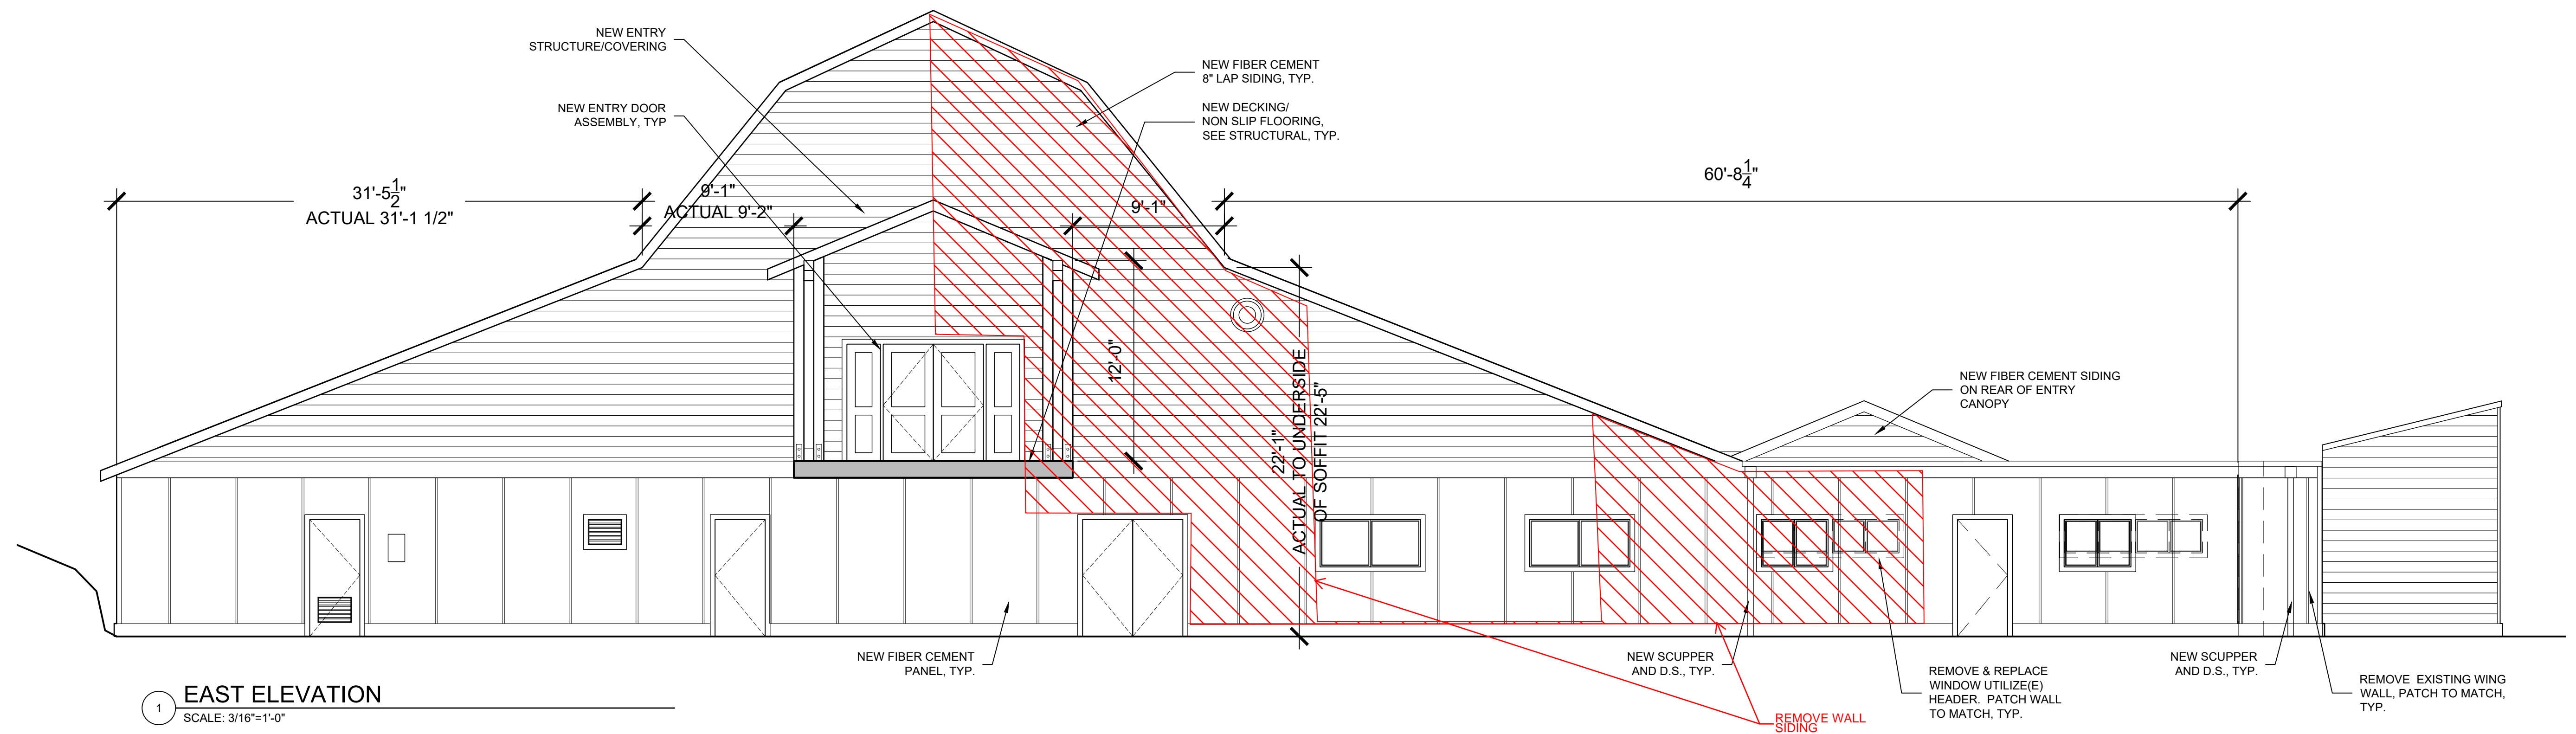 NEW ENTRY
STRUCTURE/COVERING
NEW ENTRY DOOR
ASSEMBLY, TYP
NEW FIBER CEMENT
8" LAP SIDING, TYP.
NEW DECKING/
NON SLIP FLOORING,
SEE STRUCTURAL, TYP.
31'-5 1/2"
ACTUAL 31'-1 1/2"
9'-1"
ACTUAL 9'-2"
9'-1"
60'-8 1/4"
12'-0"
22'-1"
ACTUAL TO UNDERSIDE
OF SOFFIT 22'-5"
NEW FIBER CEMENT SIDING
ON REAR OF ENTRY
CANOPY
NEW FIBER CEMENT
PANEL, TYP.
NEW SCUPPER
AND D.S., TYP.
REMOVE & REPLACE
WINDOW UTILIZE(E)
HEADER. PATCH WALL
TO MATCH, TYP.
NEW SCUPPER
AND D.S., TYP.
REMOVE EXISTING WING
WALL, PATCH TO MATCH,
TYP.
REMOVE WALL
SIDING
1
EAST ELEVATION
SCALE: 3/16"=1'-0"